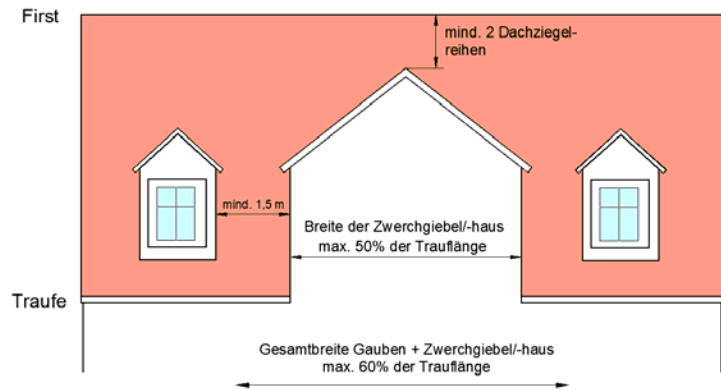 First
mind. 2 Dachziegel-
reihen
mind. 1,5 m
Breite der Zwerchgiebel/-haus
max. 50% der Trauflänge
Traufe
Gesamtbreite Gauben + Zwerchgiebel/-haus
max. 60% der Trauflänge